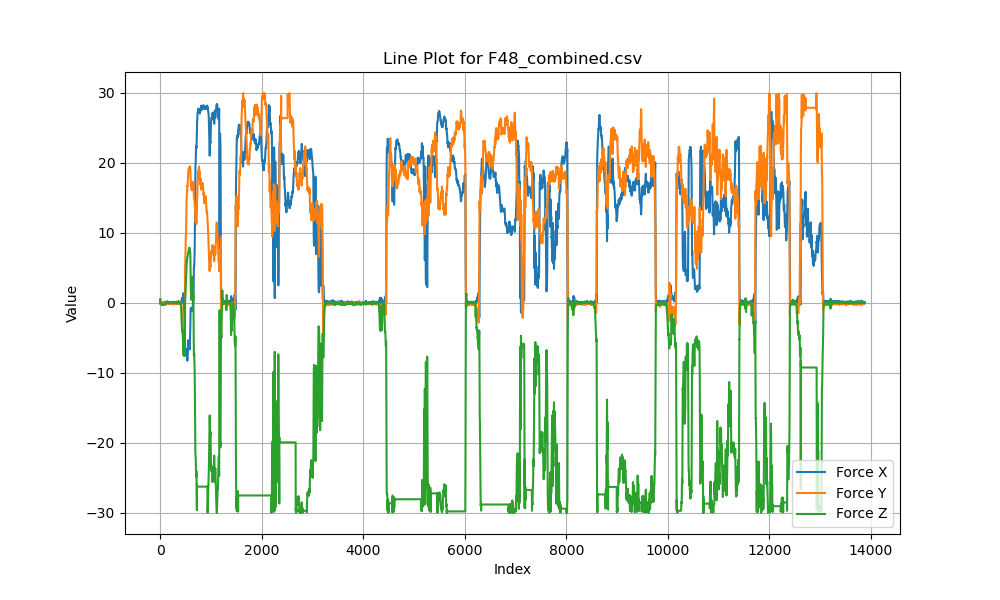 Line Plot for F48_combined.csv
Value
30
20
10
0
−10
−20
−30
0
2000
4000
6000
8000
10000
12000
14000
Index
Force X
Force Y
Force Z